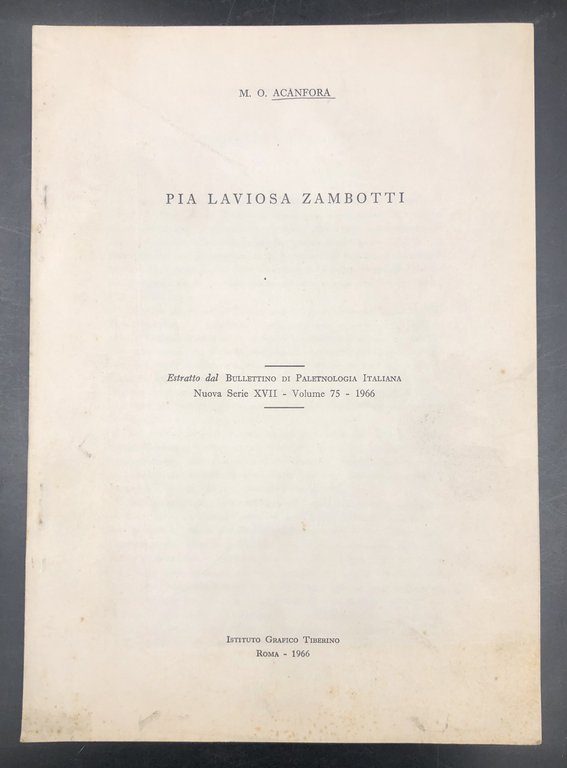 M. O. ACANFORA
PIA LAVIOSA ZAMBOTTI
Estratto dal BULLETTINO DI PALETNOLOGIA ITALIANA
Nuova Serie XVII - Volume 75 - 1966
ISTITUTO GRAFICO TIBERINO
ROMA - 1966